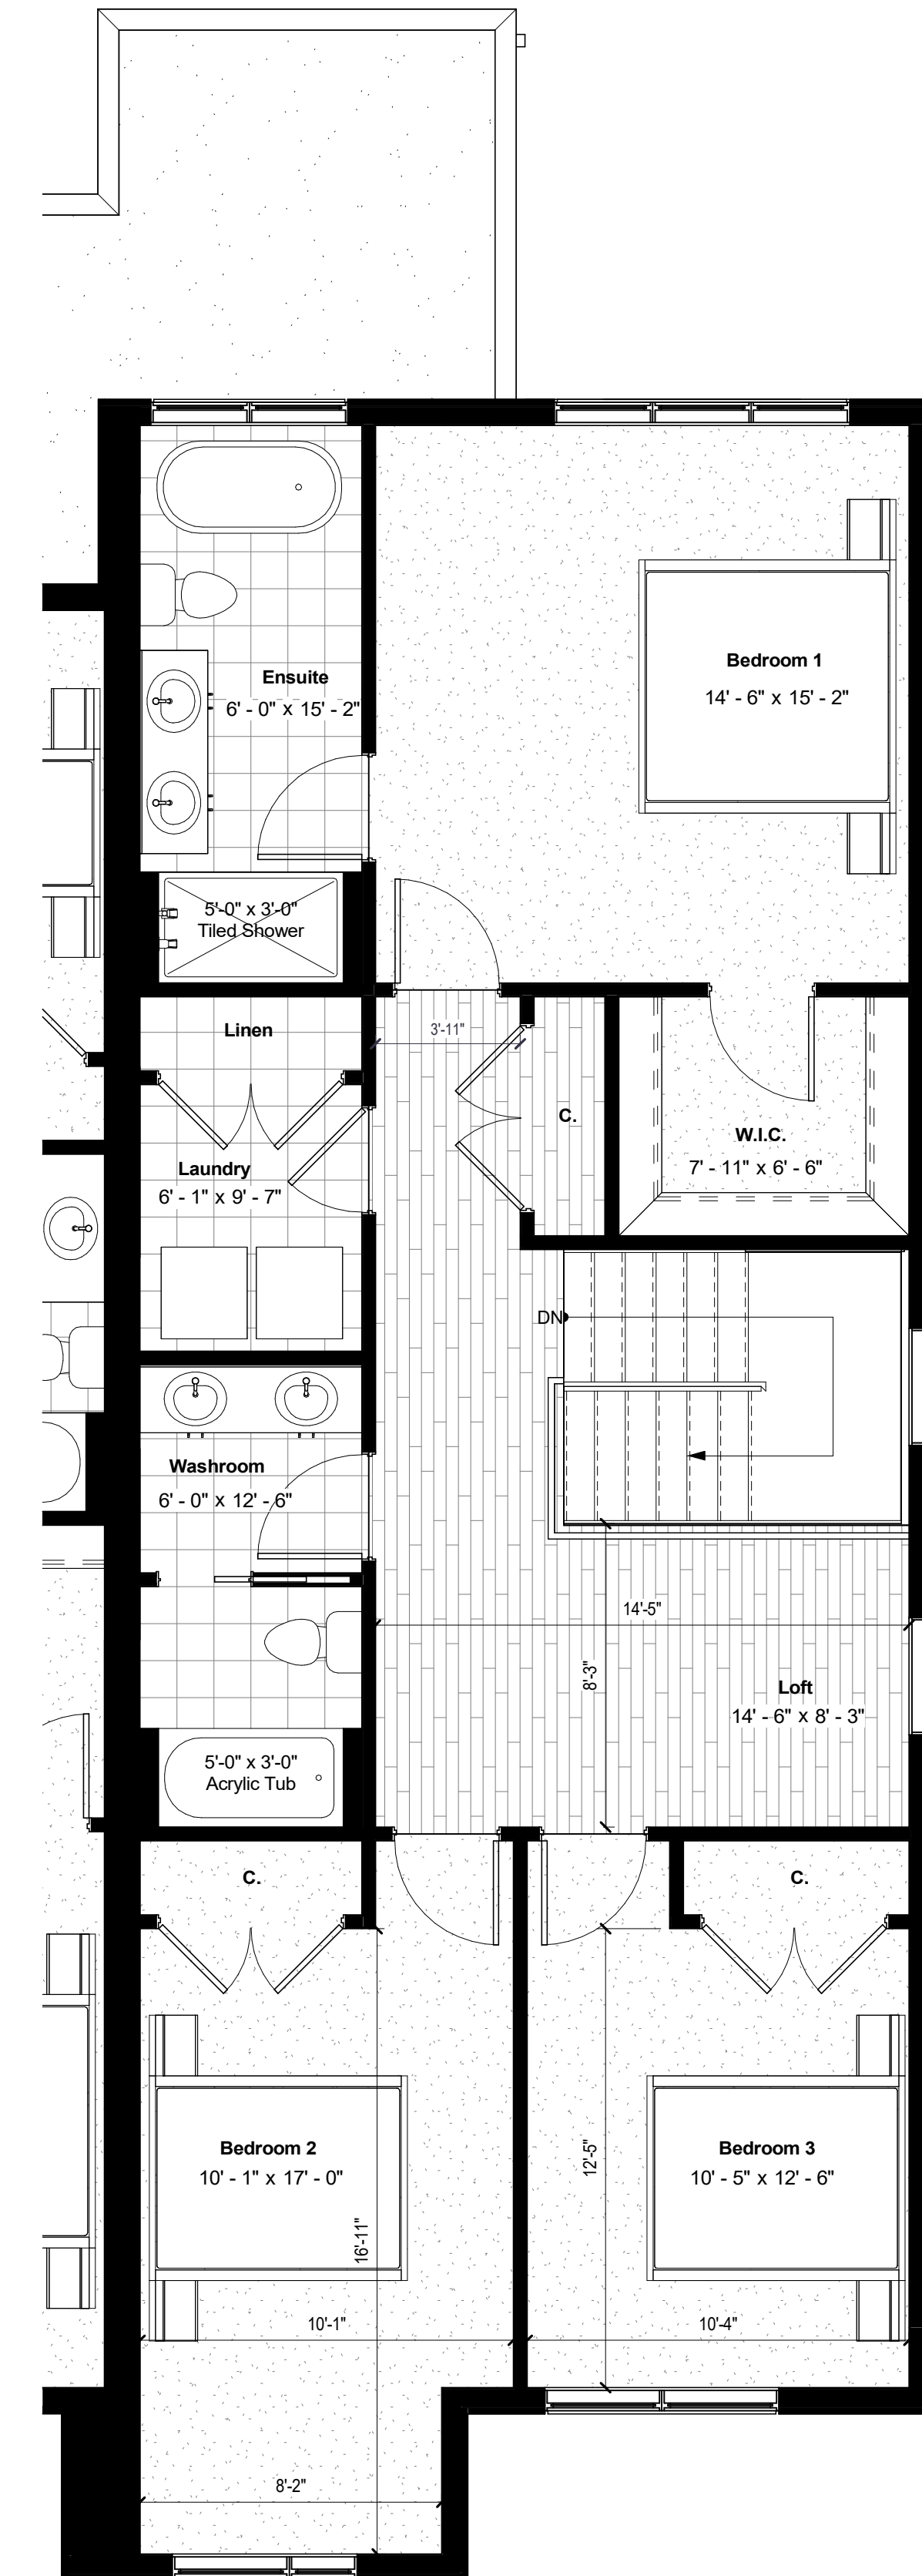 Bedroom 1
14' - 6" x 15' - 2"
Ensuite
6' - 0" x 15' - 2"
5'-0" x 3'-0"
Tiled Shower
Linen
3'-11"
C.
W.I.C.
7' - 11" x 6' - 6"
Laundry
6' - 1" x 9' - 7"
DN
Washroom
6' - 0" x 12' - 6"
14'-5"
8'-3"
Loft
14' - 6" x 8' - 3"
5'-0" x 3'-0"
Acrylic Tub
C.
C.
Bedroom 2
10' - 1" x 17' - 0"
16'-11"
12'-5"
Bedroom 3
10' - 5" x 12' - 6"
10'-1"
10'-4"
8'-2"